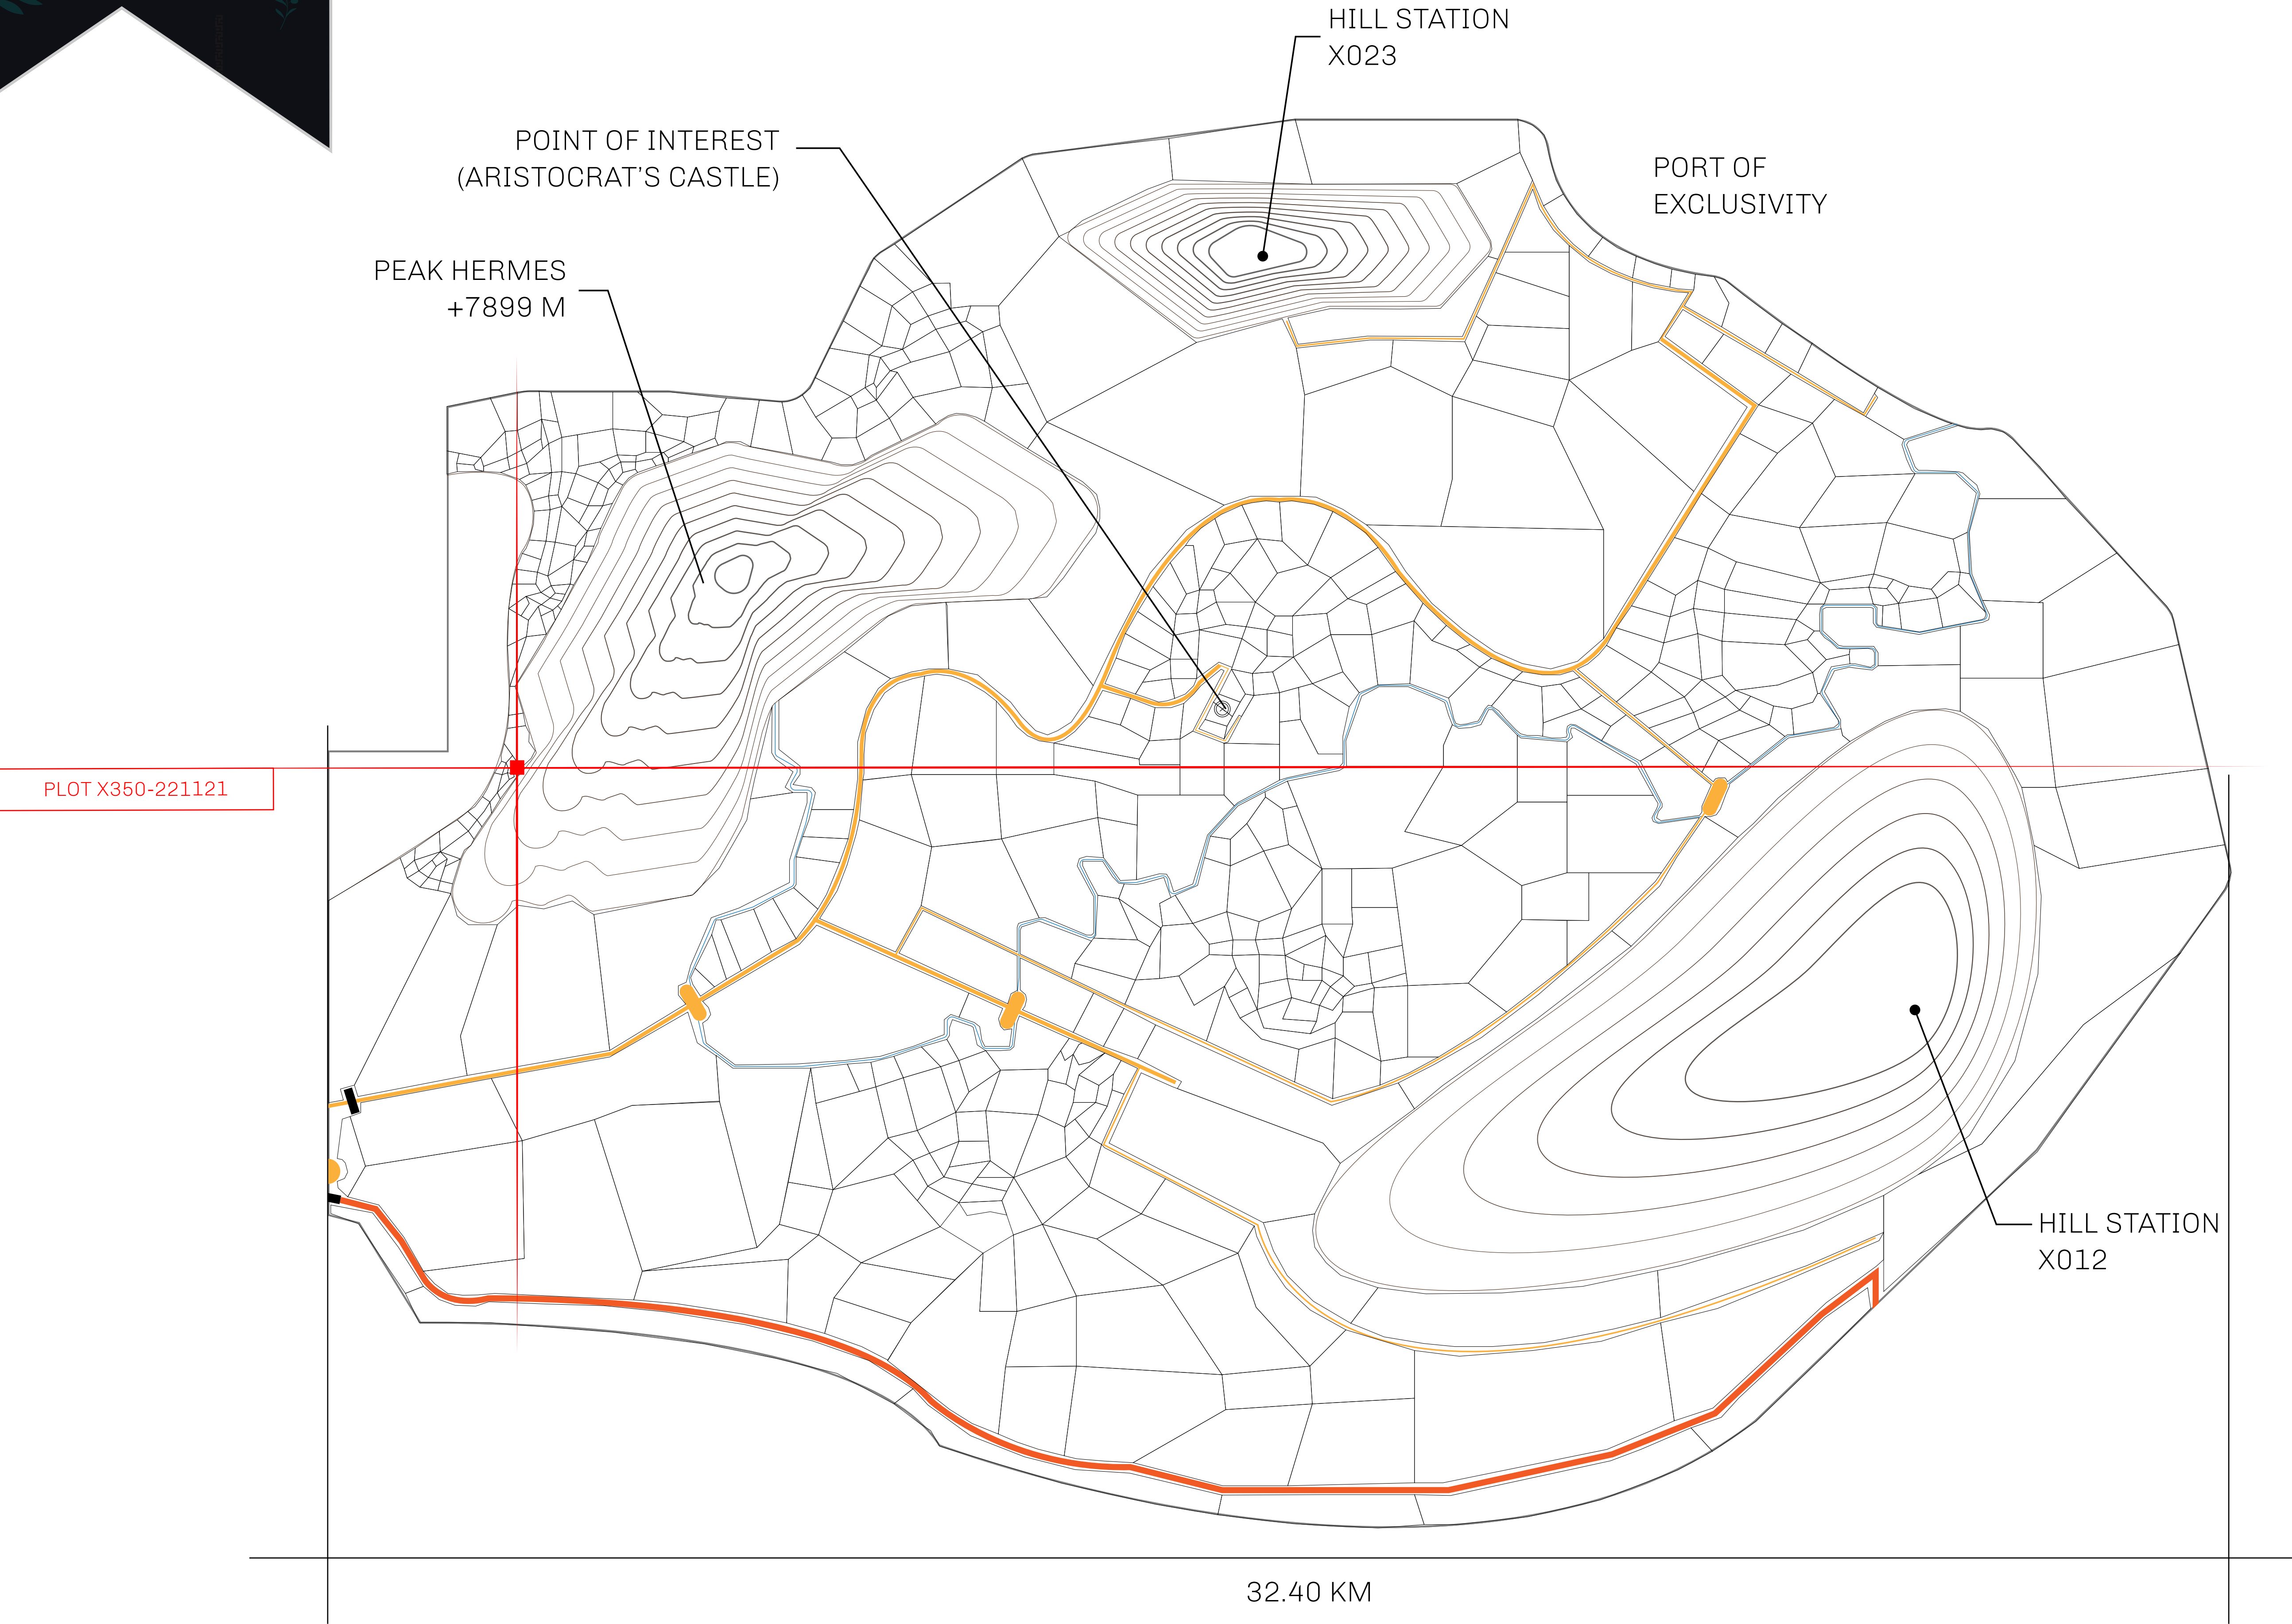 HILL STATION
X023
POINT OF INTEREST
(ARISTOCRAT'S CASTLE)
PORT OF
EXCLUSIVITY
PEAK HERMES
+7899 M
PLOT X350-221121
HILL STATION
X012
32.40 KM